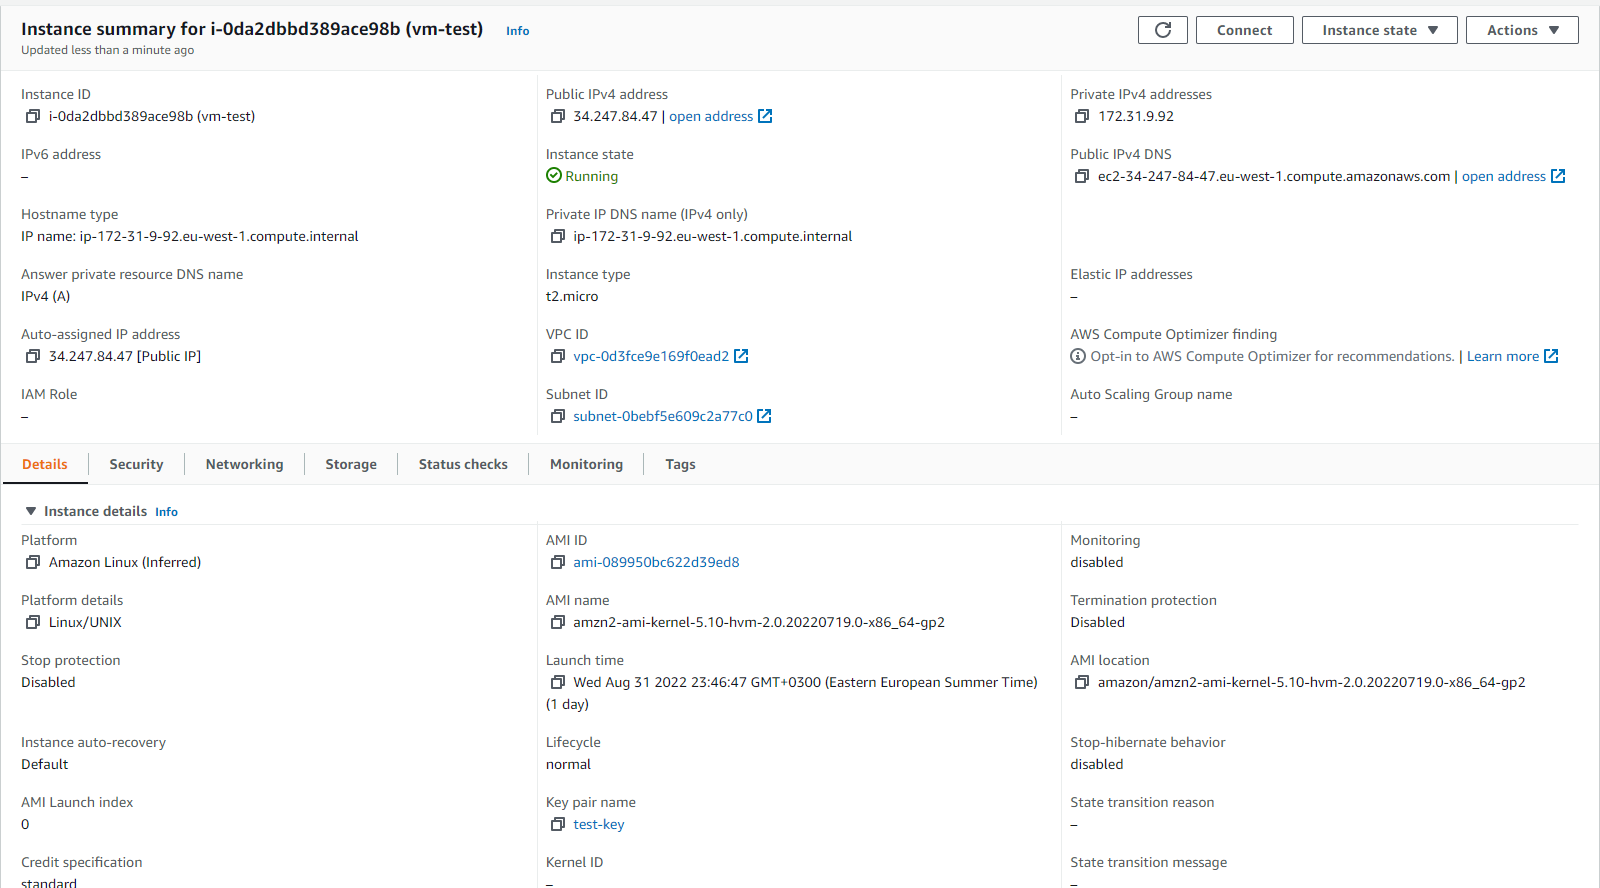 Instance summary for i-0da2dbbd389ace98b (vm-test) Info
Updated less than a minute ago
Connect
Instance state
Actions
Instance ID
i-0da2dbbd389ace98b (vm-test)
Public IPv4 address
34.247.84.47 | open address
Private IPv4 addresses
172.31.9.92
IPv6 address
–
Instance state
Running
Public IPv4 DNS
ec2-34-247-84-47.eu-west-1.compute.amazonaws.com | open address
Hostname type
IP name: ip-172-31-9-92.eu-west-1.compute.internal
Private IP DNS name (IPv4 only)
ip-172-31-9-92.eu-west-1.compute.internal
Answer private resource DNS name
IPv4 (A)
Instance type
t2.micro
Elastic IP addresses
–
Auto-assigned IP address
34.247.84.47 [Public IP]
VPC ID
vpc-0d3fce9e169f0ead2
AWS Compute Optimizer finding
Opt-in to AWS Compute Optimizer for recommendations. | Learn more
IAM Role
–
Subnet ID
subnet-0bebf5e609c2a77c0
Auto Scaling Group name
–
Details
Security
Networking
Storage
Status checks
Monitoring
Tags
Instance details Info
Platform
Amazon Linux (Inferred)
AMI ID
ami-089950bc622d39ed8
Monitoring
disabled
Platform details
Linux/UNIX
AMI name
amzn2-ami-kernel-5.10-hvm-2.0.20220719.0-x86_64-gp2
Termination protection
Disabled
Stop protection
Disabled
Launch time
Wed Aug 31 2022 23:46:47 GMT+0300 (Eastern European Summer Time)
(1 day)
AMI location
amazon/amzn2-ami-kernel-5.10-hvm-2.0.20220719.0-x86_64-gp2
Instance auto-recovery
Default
Lifecycle
normal
Stop-hibernate behavior
disabled
AMI Launch index
0
Key pair name
test-key
State transition reason
–
Credit specification
standard
Kernel ID
–
State transition message
–